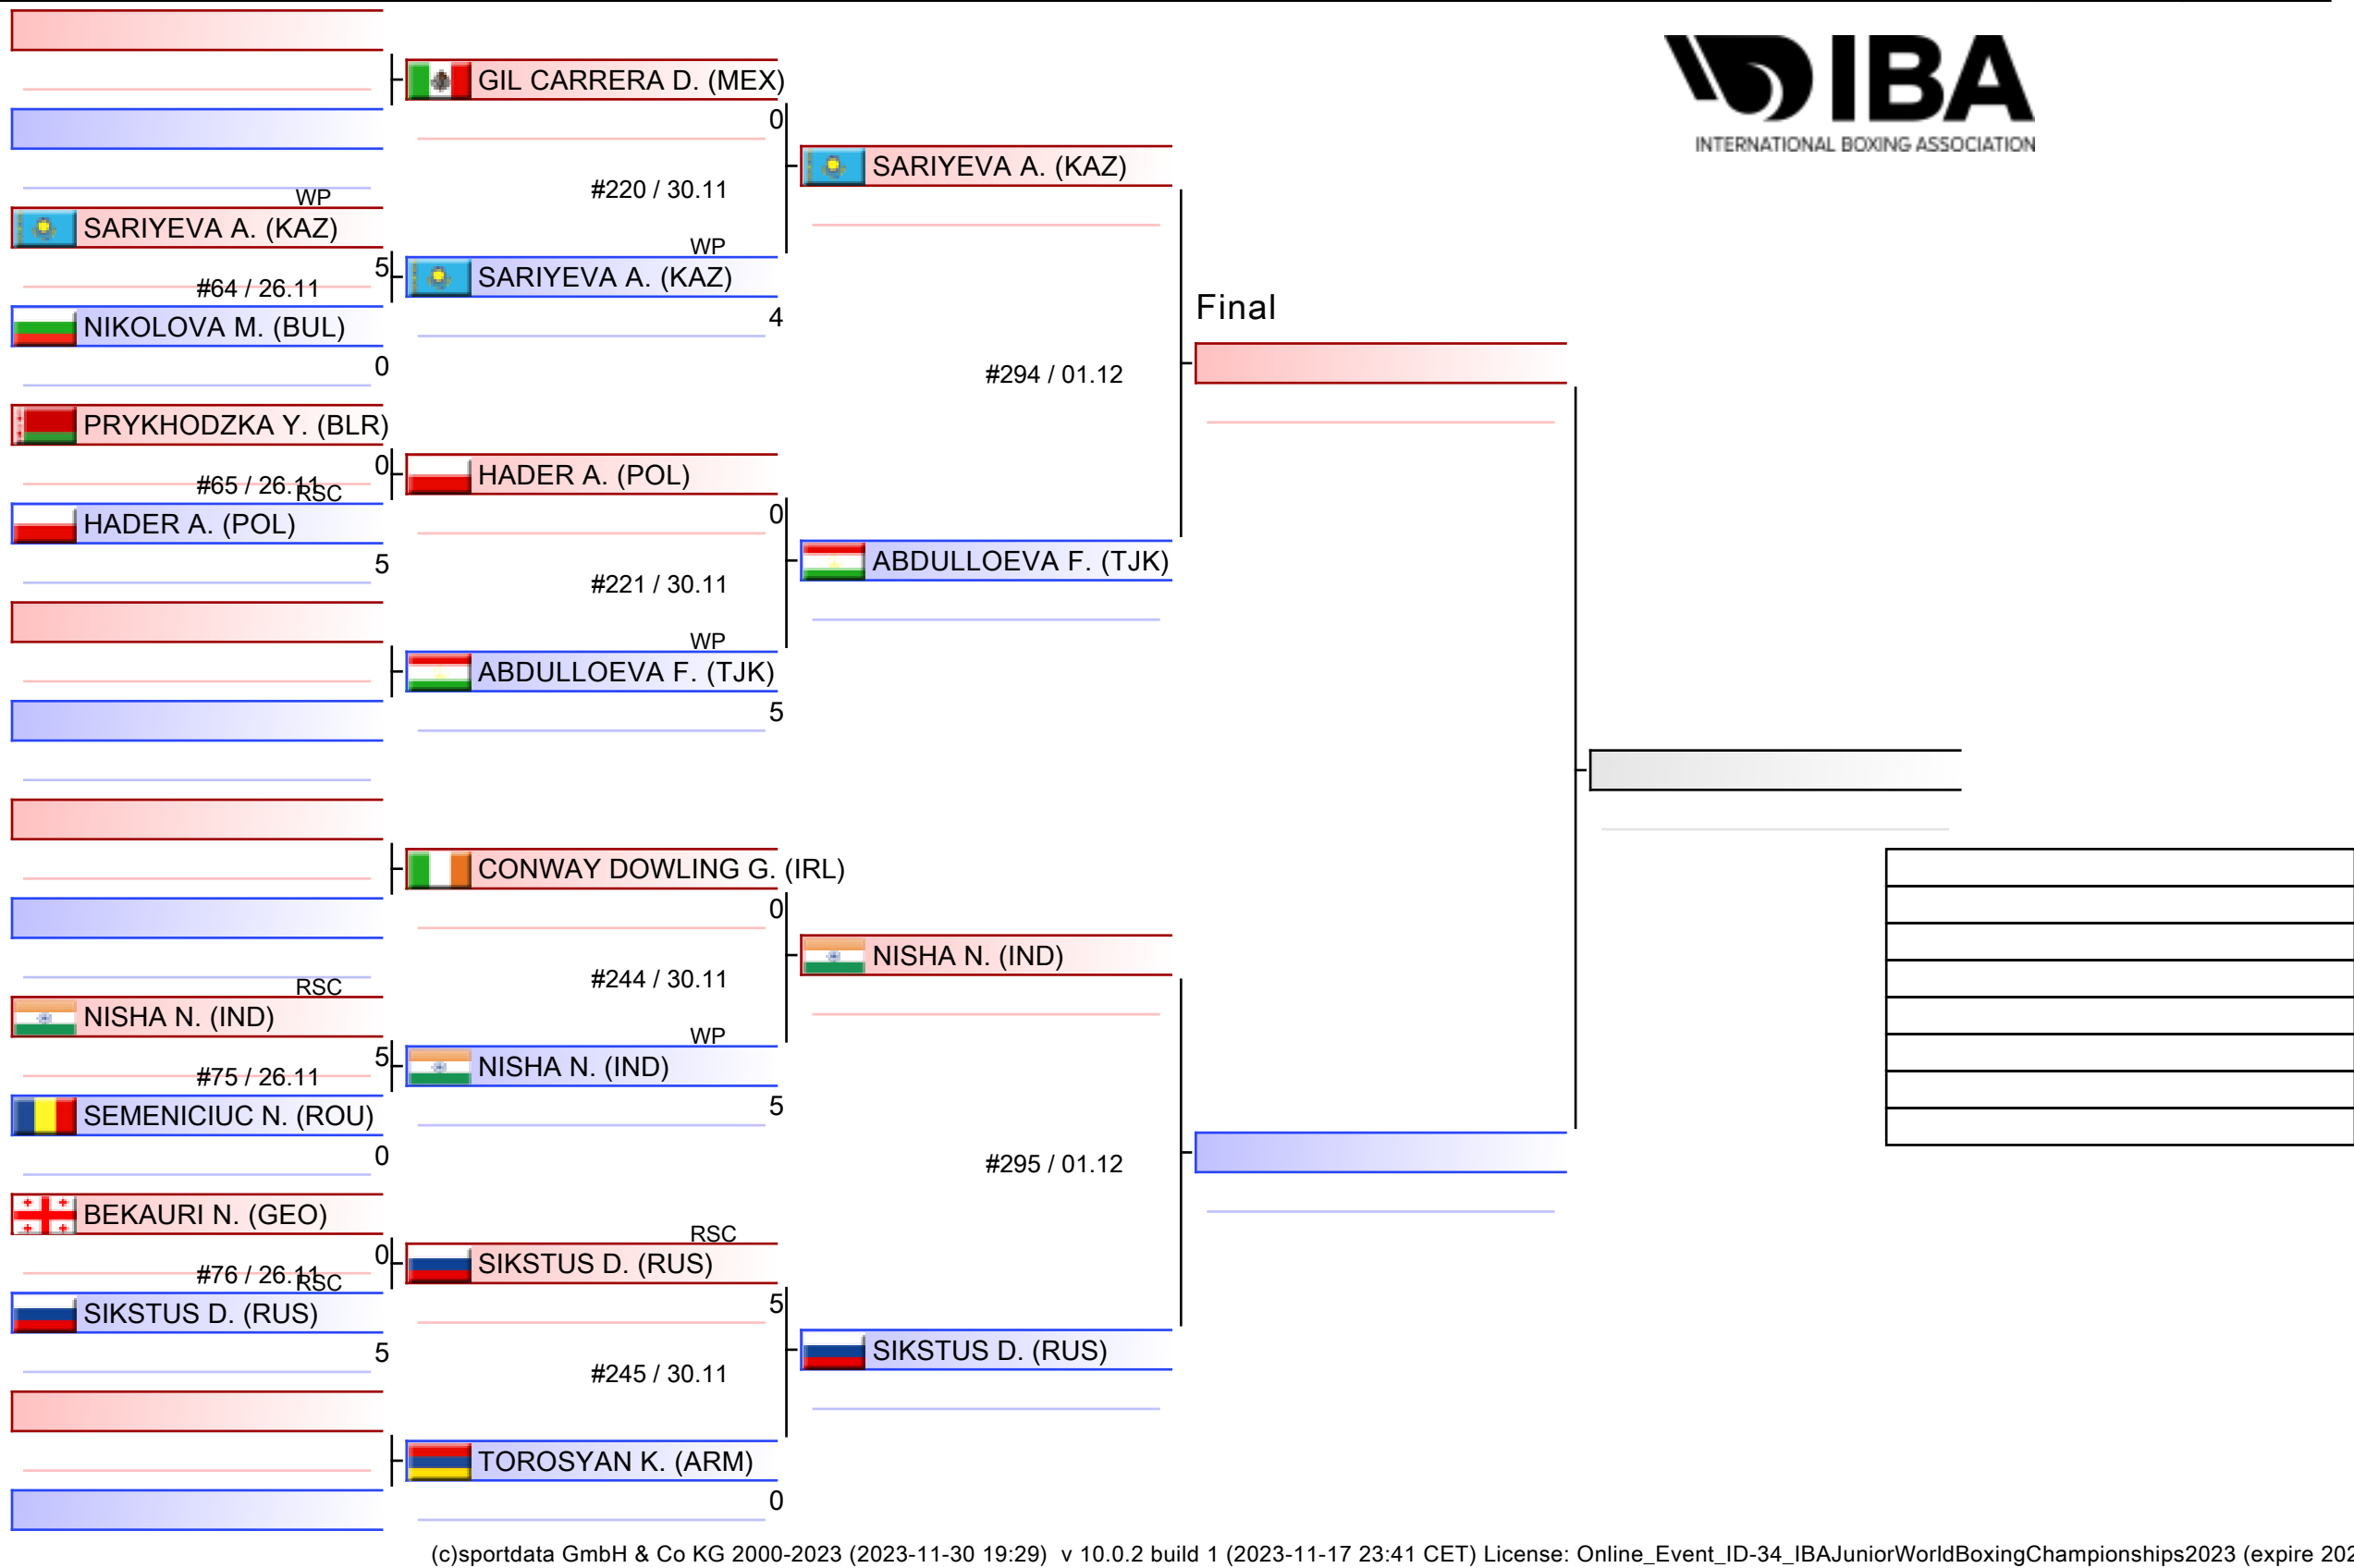 IBA
INTERNATIONAL BOXING ASSOCIATION
GIL CARRERA D. (MEX)
0
#220 / 30.11
SARIYEVA A. (KAZ)
WP
SARIYEVA A. (KAZ)
5
#64 / 26.11
NIKOLOVA M. (BUL)
0
WP
SARIYEVA A. (KAZ)
4
Final
#294 / 01.12
PRYKHODZKA Y. (BLR)
0
#65 / 26.11
RSC
HADER A. (POL)
5
HADER A. (POL)
0
#221 / 30.11
ABDULLOEVA F. (TJK)
WP
ABDULLOEVA F. (TJK)
5
CONWAY DOWLING G. (IRL)
0
#244 / 30.11
NISHA N. (IND)
RSC
NISHA N. (IND)
5
#75 / 26.11
SEMENICIUC N. (ROU)
0
WP
NISHA N. (IND)
5
#295 / 01.12
BEKAURI N. (GEO)
0
#76 / 26.11
RSC
SIKSTUS D. (RUS)
5
RSC
SIKSTUS D. (RUS)
5
#245 / 30.11
SIKSTUS D. (RUS)
TOROSYAN K. (ARM)
0
(c)sportdata GmbH & Co KG 2000-2023 (2023-11-30 19:29) v 10.0.2 build 1 (2023-11-17 23:41 CET) License: Online_Event_ID-34_IBAJuniorWorldBoxingChampionships2023 (expire 202